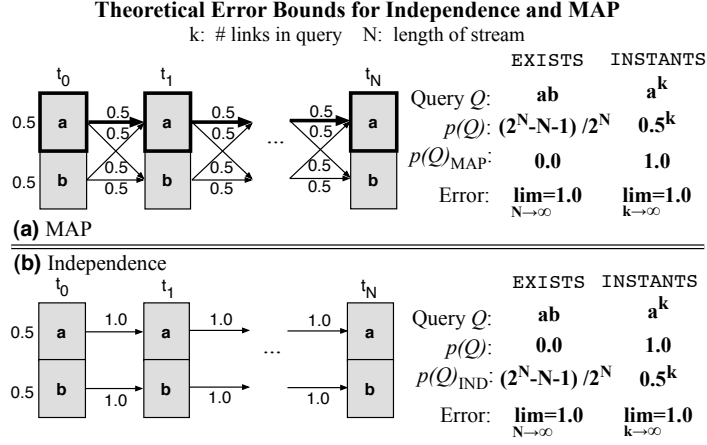 Theoretical Error Bounds for Independence and MAP
k: # links in query N: length of stream
t0 t1 tN
0.5 a 0.5 a 0.5 0.5 a
0.5 0.5 0.5
...
0.5 0.5 0.5
0.5 b 0.5 b 0.5 0.5 b
(a) MAP
EXISTS INSTANTS
Query Q: ab a^k
p(Q): (2^N-N-1) /2^N 0.5^k
p(Q)MAP 0.0 1.0
Error: lim=1.0 lim=1.0
N→∞ k→∞
(b) Independence
t0 t1 tN
0.5 a 1.0 a 1.0 1.0 a
...
0.5 b 1.0 b 1.0 1.0 b
EXISTS INSTANTS
Query Q: ab a^k
p(Q): 0.0 1.0
p(Q)IND: (2^N-N-1) /2^N 0.5^k
Error: lim=1.0 lim=1.0
N→∞ k→∞